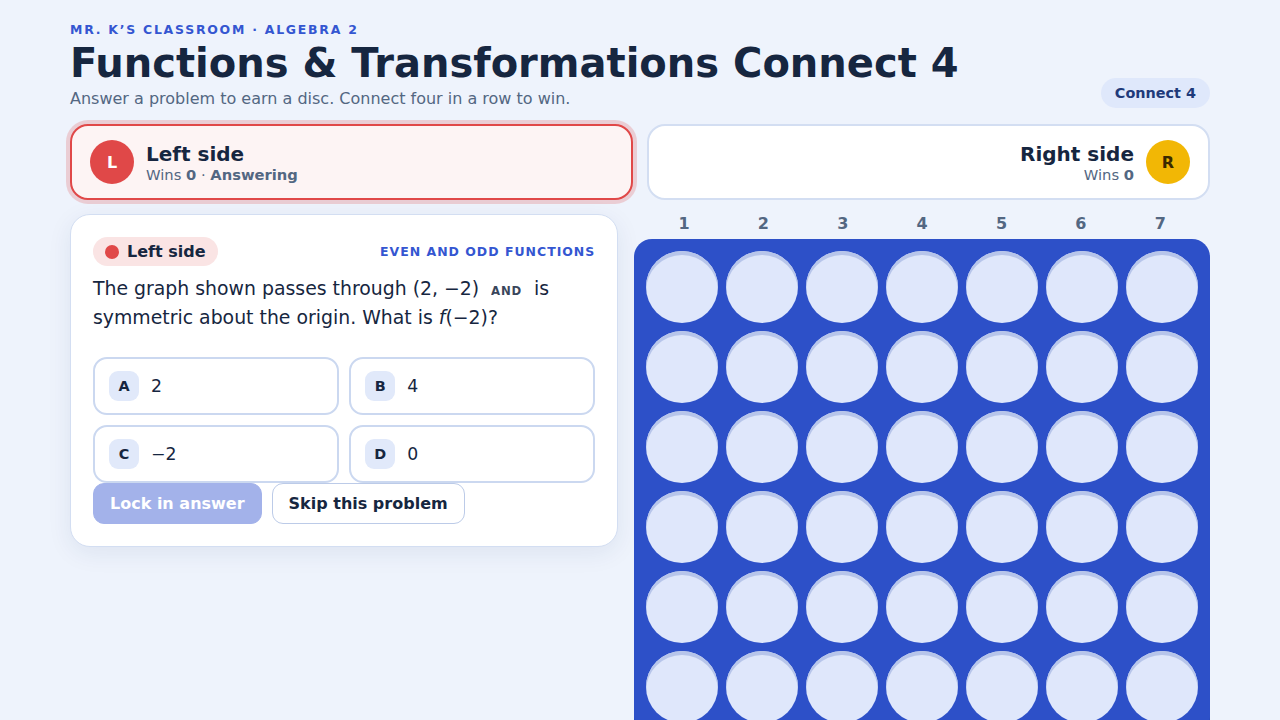 MR. K’S CLASSROOM · ALGEBRA 2
Functions & Transformations Connect 4
Answer a problem to earn a disc. Connect four in a row to win.
Connect 4
L
Left side
Wins 0 · Answering
Right side
Wins 0
R
Left side
EVEN AND ODD FUNCTIONS
The graph shown passes through (2, −2) AND is
symmetric about the origin. What is f(−2)?
A 2
B 4
C −2
D 0
Lock in answer
Skip this problem
1 2 3 4 5 6 7